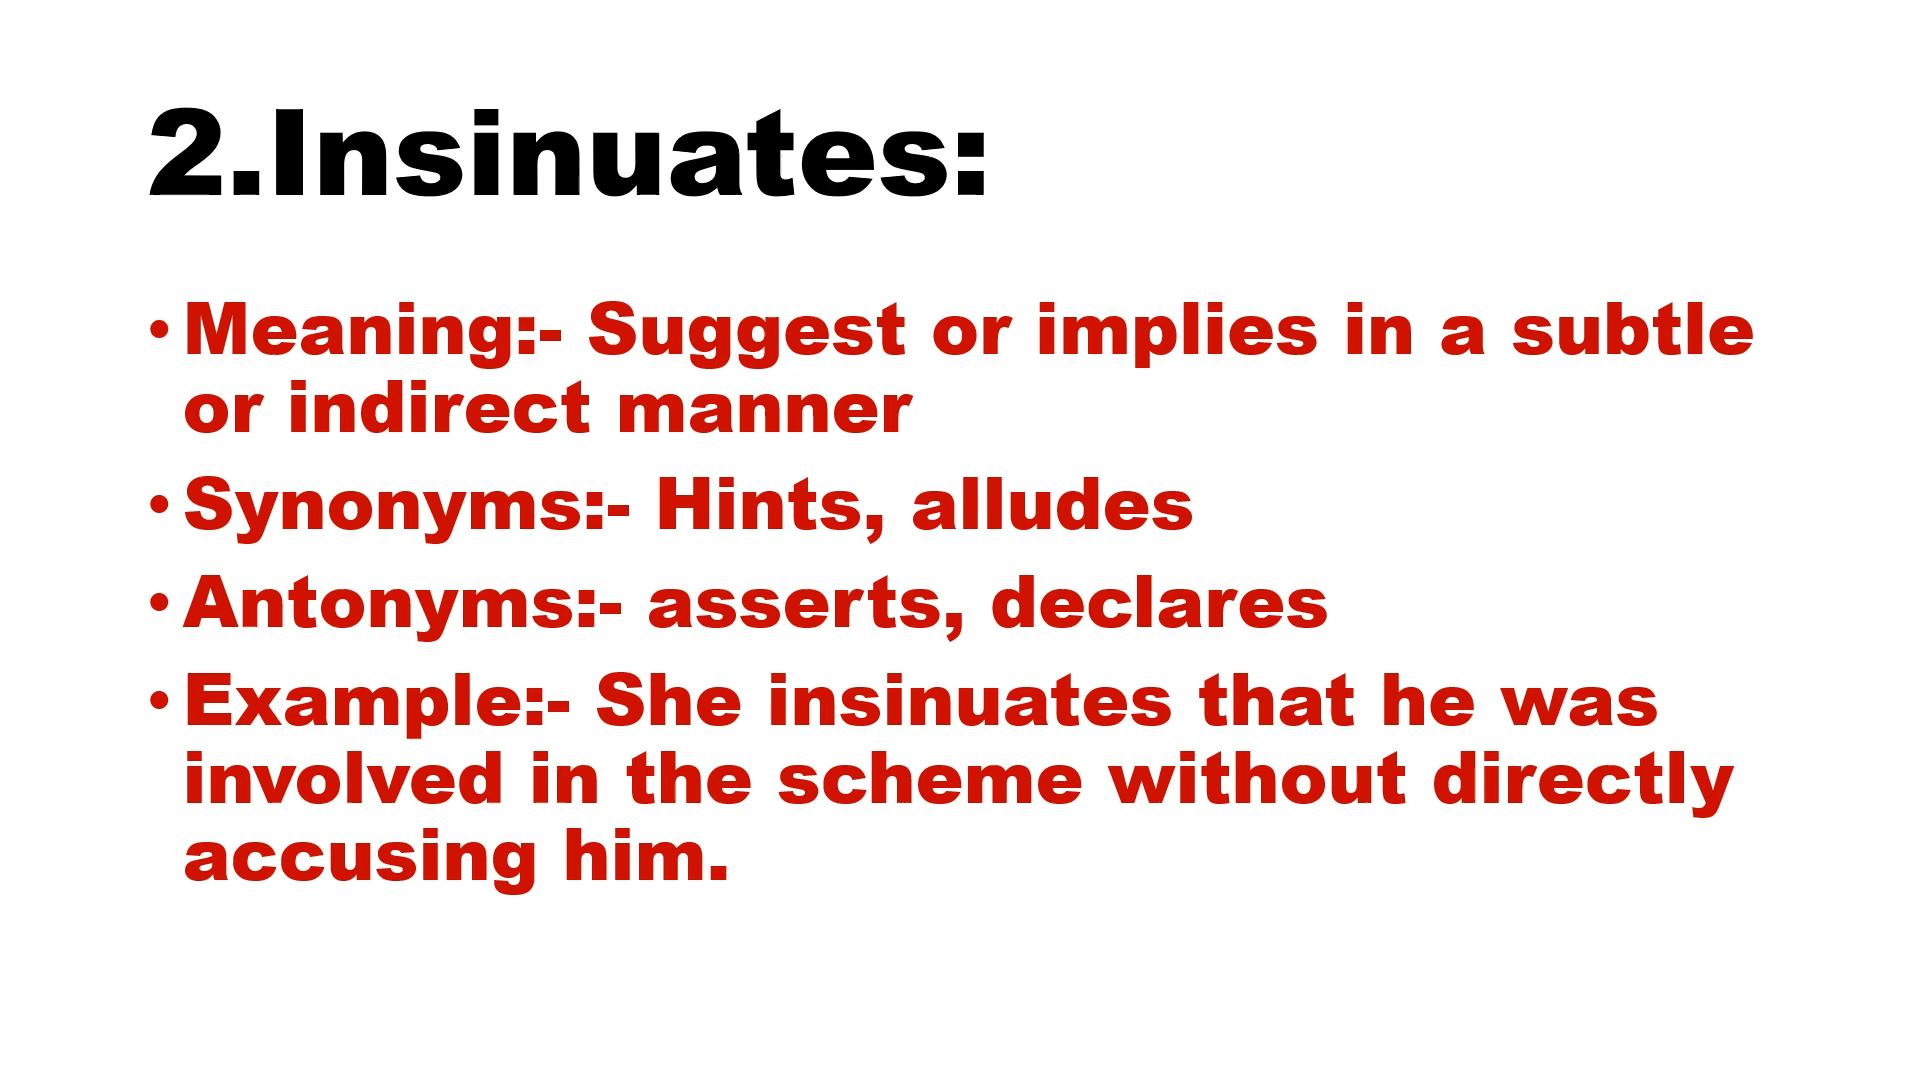 2.Insinuates:
• Meaning:- Suggest or implies in a subtle
or indirect manner
• Synonyms:- Hints, alludes
• Antonyms:- asserts, declares
• Example:- She insinuates that he was
involved in the scheme without directly
accusing him.